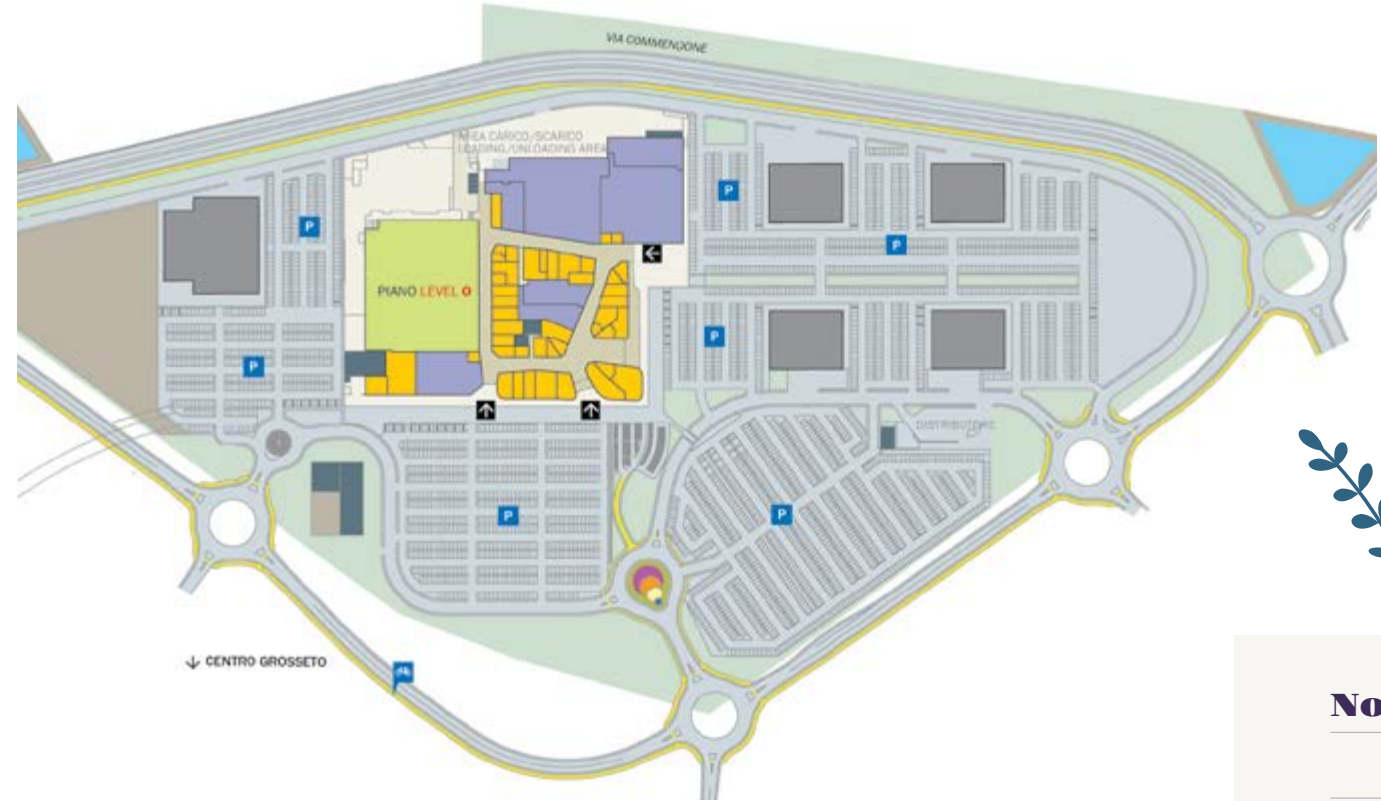 VIA COMMENDONE
AREA CARICO/SCARICO
LOADING/UNLOADING AREA
P
P
P
PIANO LEVEL 0
P
P
DISTRIBUTORE
P
P
CENTRO GROSSETO
No